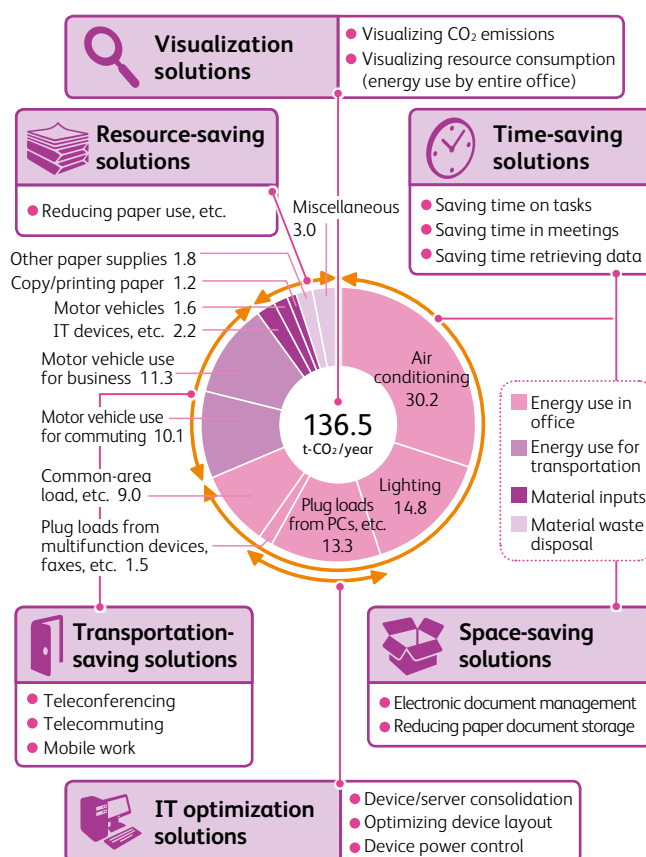 Visualization
solutions
Visualizing CO₂ emissions
Visualizing resource consumption
(energy use by entire office)
Resource-saving
solutions
Reducing paper use, etc.
Time-saving
solutions
Saving time on tasks
Saving time in meetings
Saving time retrieving data
Miscellaneous
3.0
Other paper supplies 1.8
Copy/printing paper 1.2
Motor vehicles 1.6
IT devices, etc. 2.2
Motor vehicle use
for business 11.3
Motor vehicle use
for commuting 10.1
Common-area
load, etc. 9.0
Plug loads from
multifunction devices,
faxes, etc. 1.5
Air
conditioning
30.2
Lighting
14.8
Plug loads
from PCs, etc.
13.3
136.5
t-CO₂/year
Energy use in
office
Energy use for
transportation
Material inputs
Material waste
disposal
Transportation-
saving solutions
Teleconferencing
Telecommuting
Mobile work
Space-saving
solutions
Electronic document management
Reducing paper document storage
IT optimization
solutions
Device/server consolidation
Optimizing device layout
Device power control